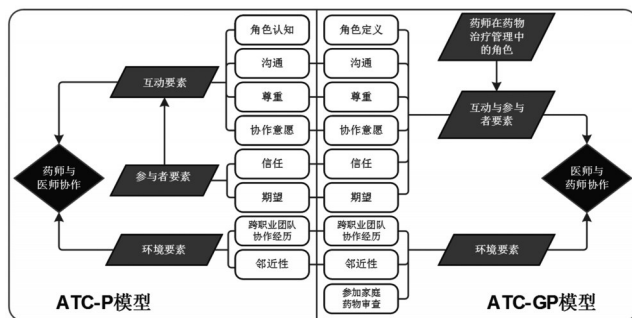 角色认知
沟通
尊重
协作意愿
信任
期望
跨职业团队
协作经历
邻近性
互动要素
参与者要素
环境要素
药师与
医师协作
ATC-P模型
角色定义
沟通
尊重
协作意愿
信任
期望
跨职业团队
协作经历
邻近性
参加家庭
药物审查
药师在药物
治疗管理中
的角色
互动与参与
者要素
环境要素
医师与
药师协作
ATC-GP模型